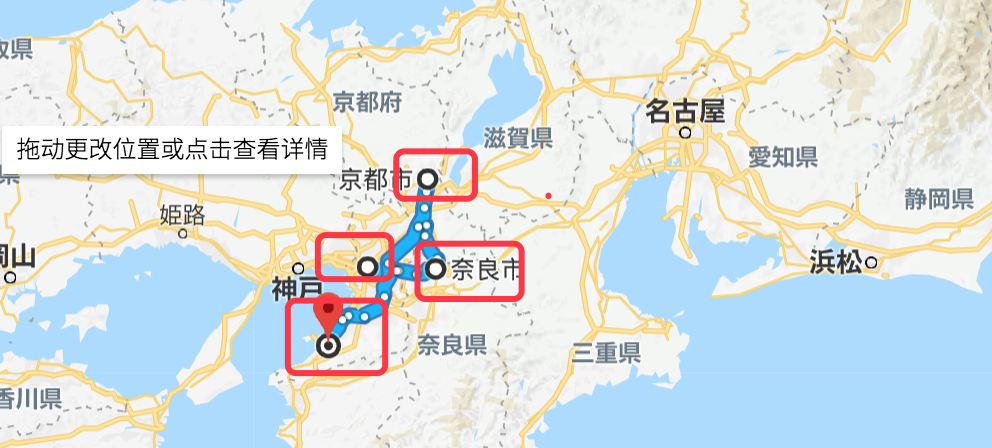 取県
京都府
名古屋
滋賀県
拖动更改位置或点击查看详情
愛知県
京都市
静岡県
姫路
岡山
浜松
奈良市
神戸
奈良県
三重県
香川県